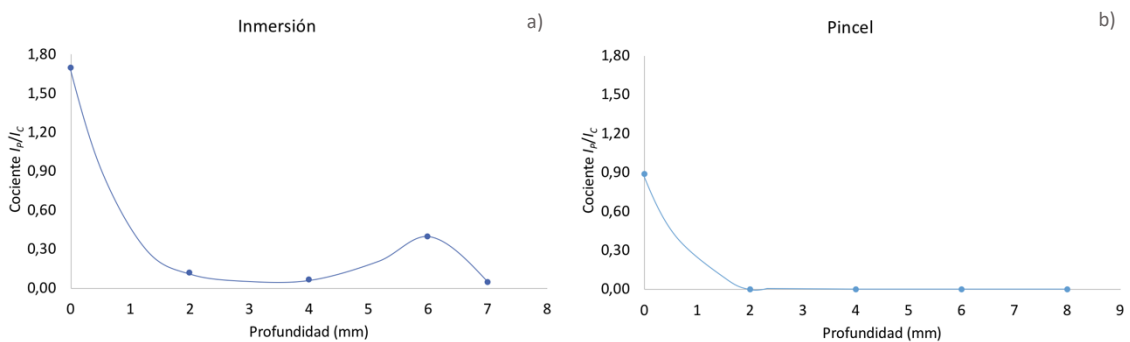 Inmersión
a)
1,80
1,50
1,20
0,90
0,60
0,30
0,00
Cociente Ip/Ic
0 1 2 3 4 5 6 7 8
Profundidad (mm)
Pincel
b)
1,80
1,50
1,20
0,90
0,60
0,30
0,00
Cociente Ip/Ic
0 1 2 3 4 5 6 7 8 9
Profundidad (mm)